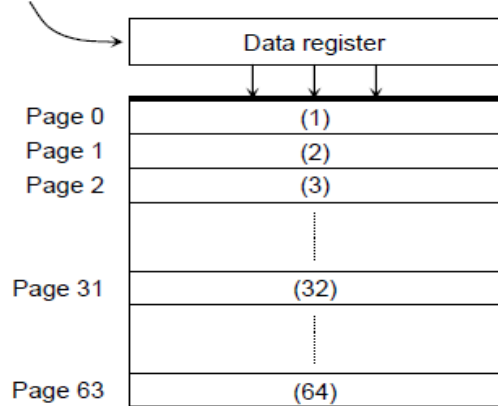 Data register
Page 0 (1)
Page 1 (2)
Page 2 (3)
Page 31 (32)
Page 63 (64)